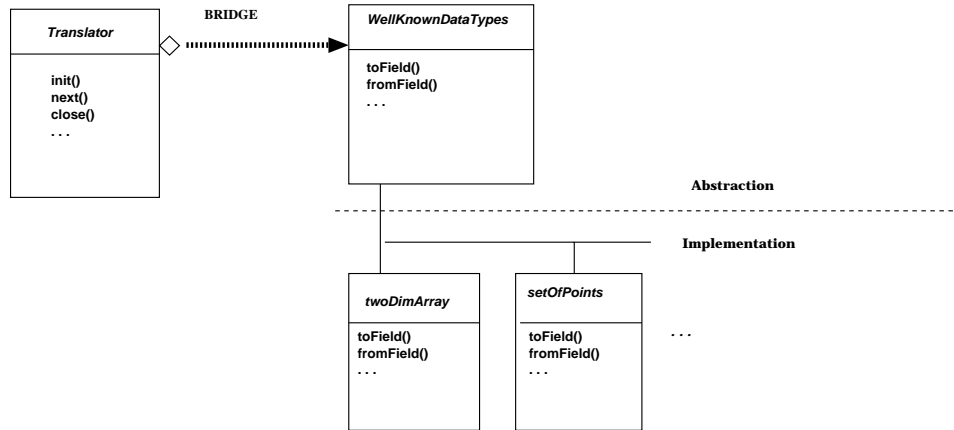 BRIDGE
Translator
init()
next()
close()
. . .
WellKnownDataTypes
toField()
fromField()
. . .
Abstraction
Implementation
twoDimArray
toField()
fromField()
. . .
setOfPoints
toField()
fromField()
. . .
. . .